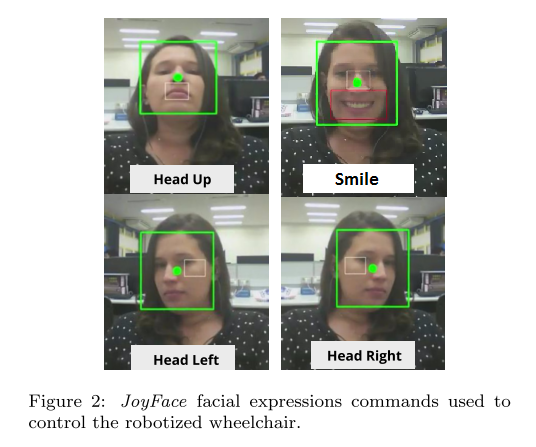 Head Up
Smile
Head Left
Head Right
Figure 2: JoyFace facial expressions commands used to
control the robotized wheelchair.